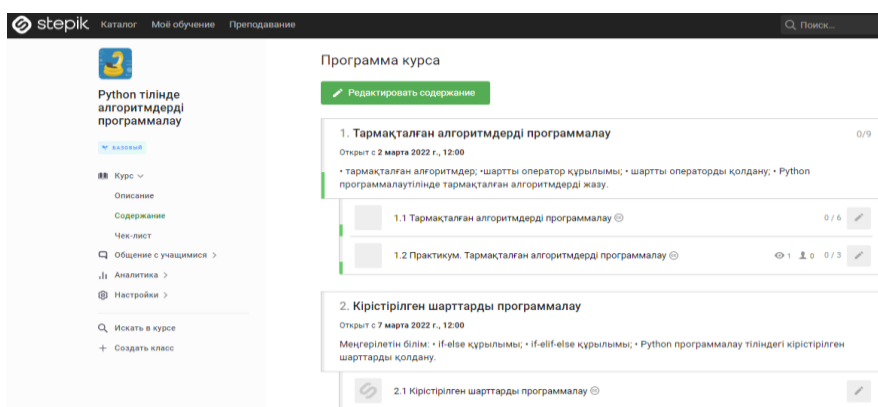 stepik Каталог Моё обучение Преподавание Поиск...
Python тілінде
алгоритмдерді
программалау
БАЗОВЫЙ
Курс
Описание
Содержание
Чек-лист
Общение с учащимися
Аналитика
Настройки
Искать в курсе
Создать класс
Программа курса
Редактировать содержание
1. Тармақталған алгоритмдерді программалау 0/9
Открыт с 2 марта 2022 г., 12:00
• тармақталған алгоритмдер; •шартты оператор құрылымы; • шартты операторды қолдану; • Python
программалаутілінде тармақталған алгоритмдерді жазу.
1.1 Тармақталған алгоритмдерді программалау 0 / 6
1.2 Практикум. Тармақталған алгоритмдерді программалау 1 0 0 / 3
2. Кірістірілген шарттарды программалау
Открыт с 7 марта 2022 г., 12:00
Меңгерілетін білім: • if-else құрылымы; • if-elif-else құрылымы; • Python программалау тіліндегі кірістірілген
шарттарды қолдану.
2.1 Кірістірілген шарттарды программалау